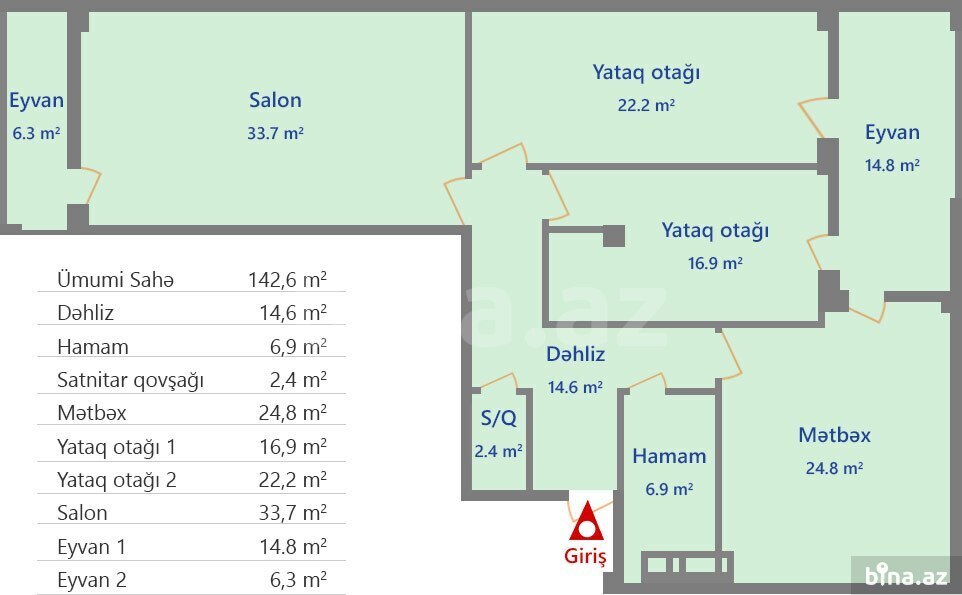 Eyvan
6.3 m²
Salon
33.7 m²
Yataq otağı
22.2 m²
Eyvan
14.8 m²
Yataq otağı
16.9 m²
Dəhliz
14.6 m²
S/Q
2.4 m²
Hamam
6.9 m²
Mətbəx
24.8 m²
Giriş
Ümumi Sahə 142,6 m²
Dəhliz 14,6 m²
Hamam 6,9 m²
Satnitar qovşağı 2,4 m²
Mətbəx 24,8 m²
Yataq otağı 1 16,9 m²
Yataq otağı 2 22,2 m²
Salon 33,7 m²
Eyvan 1 14.8 m²
Eyvan 2 6,3 m²
a.az
bina.az